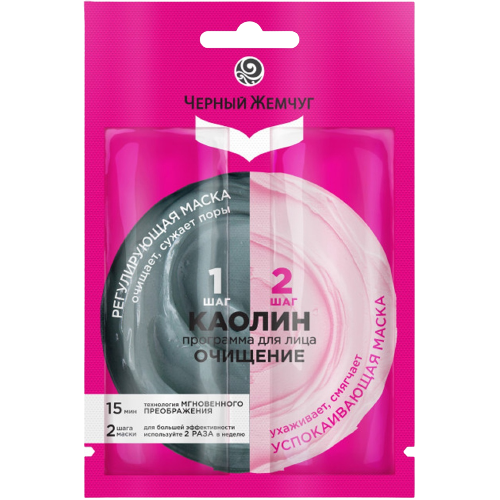 ЧЕРНЫЙ ЖЕМЧУГ
РЕГУЛИРУЮЩАЯ МАСКА
очищает, сужает поры
1
ШАГ
2
ШАГ
КАОЛИН
программа для лица
ОЧИЩЕНИЕ
ухаживает, смягчает
УСПОКАИВАЮЩАЯ МАСКА
15 мин
технология МГНОВЕННОГО
ПРЕОБРАЖЕНИЯ
2 шага
маски
для большей эффективности
используйте 2 РАЗА в неделю